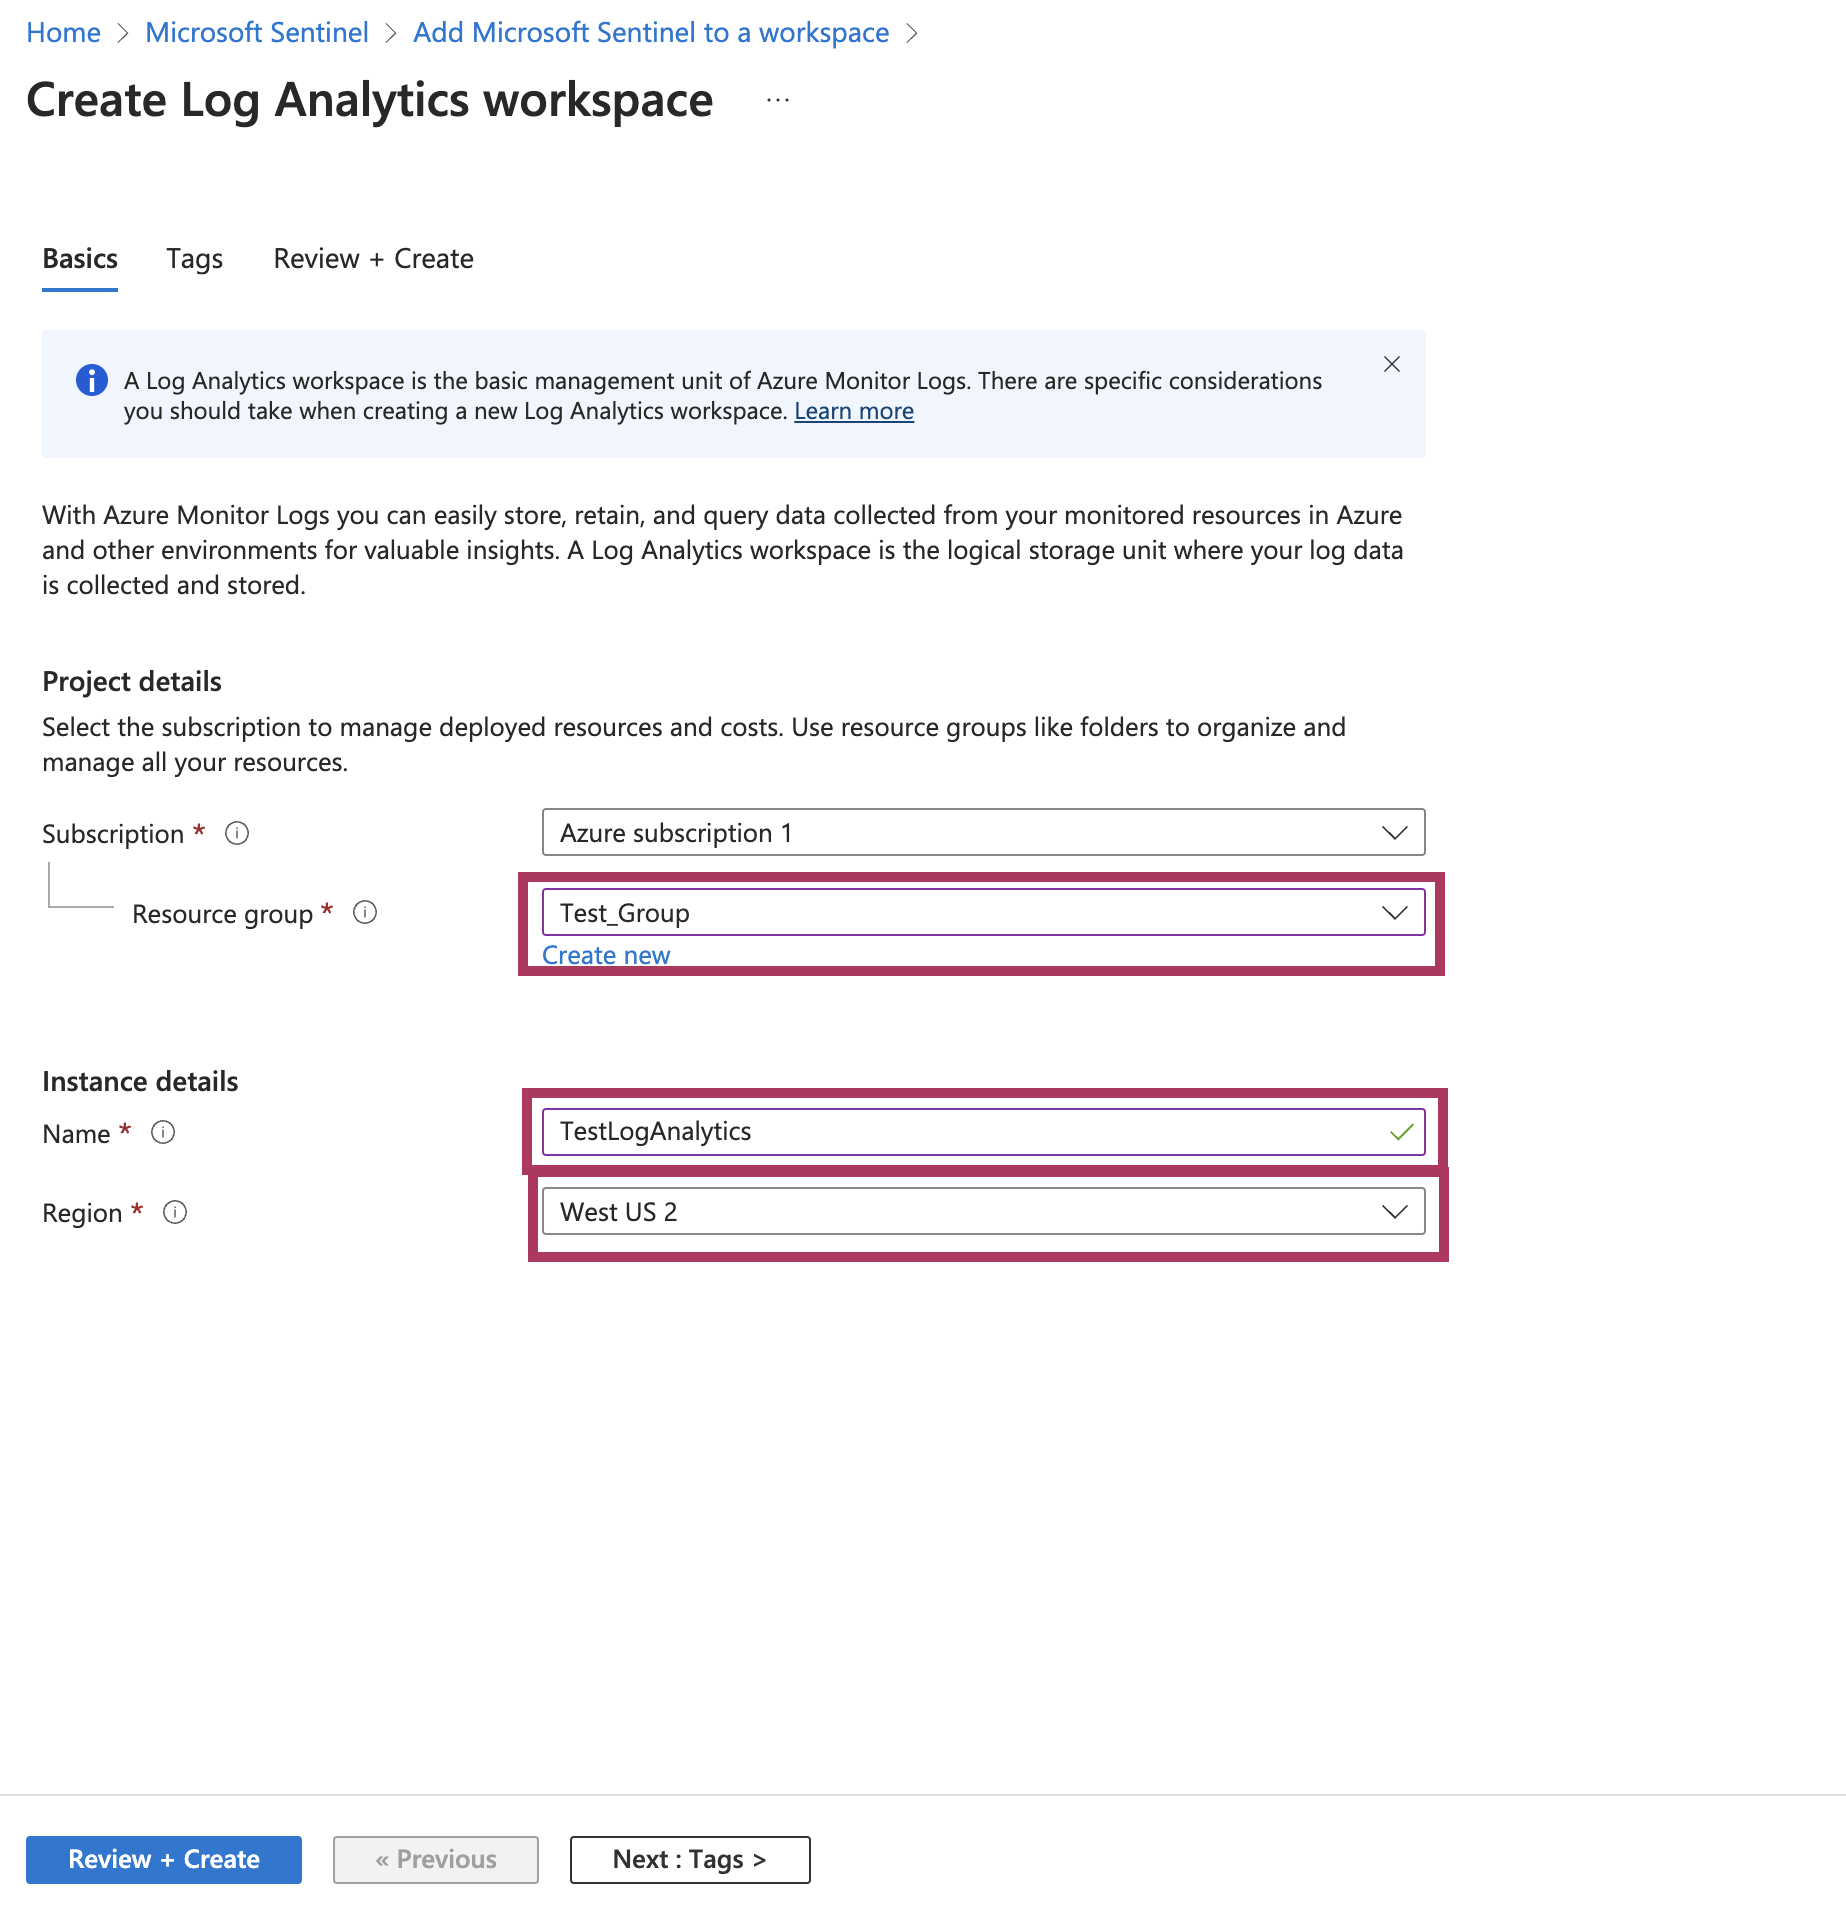 Home > Microsoft Sentinel > Add Microsoft Sentinel to a workspace >
Create Log Analytics workspace ...
Basics Tags Review + Create
A Log Analytics workspace is the basic management unit of Azure Monitor Logs. There are specific considerations
you should take when creating a new Log Analytics workspace. Learn more
With Azure Monitor Logs you can easily store, retain, and query data collected from your monitored resources in Azure
and other environments for valuable insights. A Log Analytics workspace is the logical storage unit where your log data
is collected and stored.
Project details
Select the subscription to manage deployed resources and costs. Use resource groups like folders to organize and
manage all your resources.
Subscription * Azure subscription 1
Resource group * Test_Group
Create new
Instance details
Name * TestLogAnalytics
Region * West US 2
Review + Create « Previous Next : Tags >